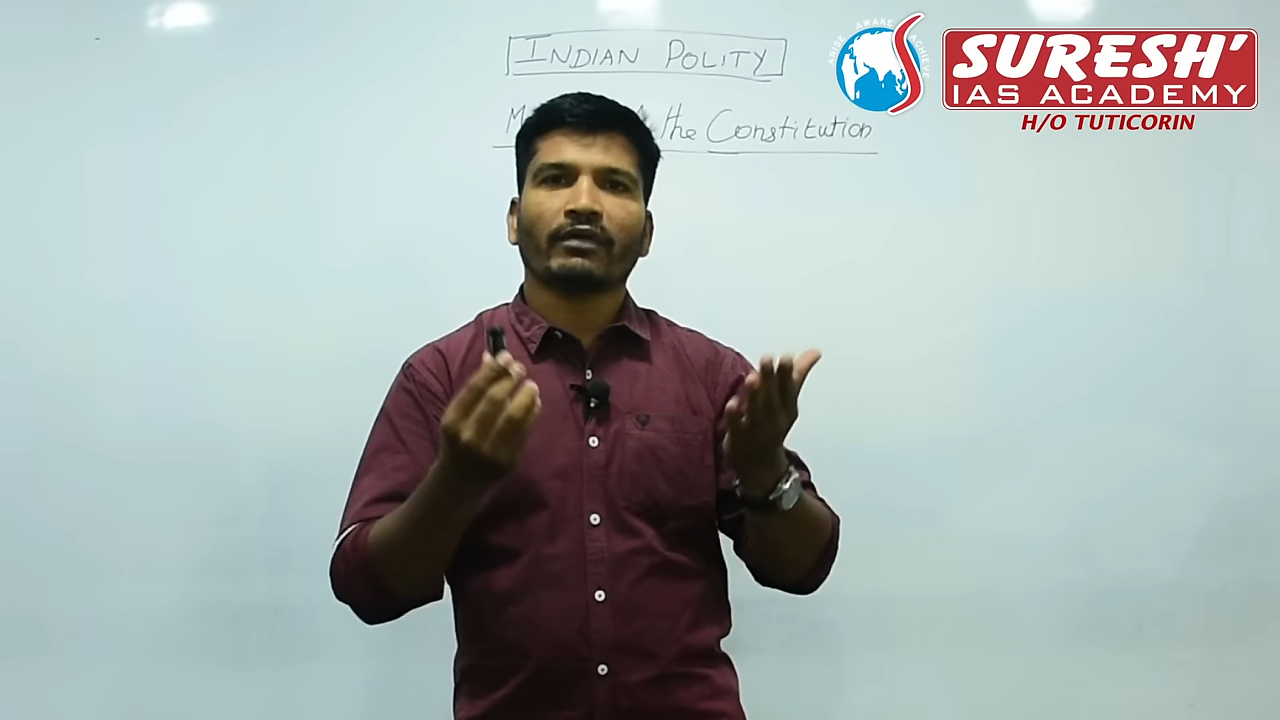 INDIAN POLITY
the Constitution
ARISE AWAKE ACHIEVE
SURESH'
IAS ACADEMY
H/O TUTICORIN